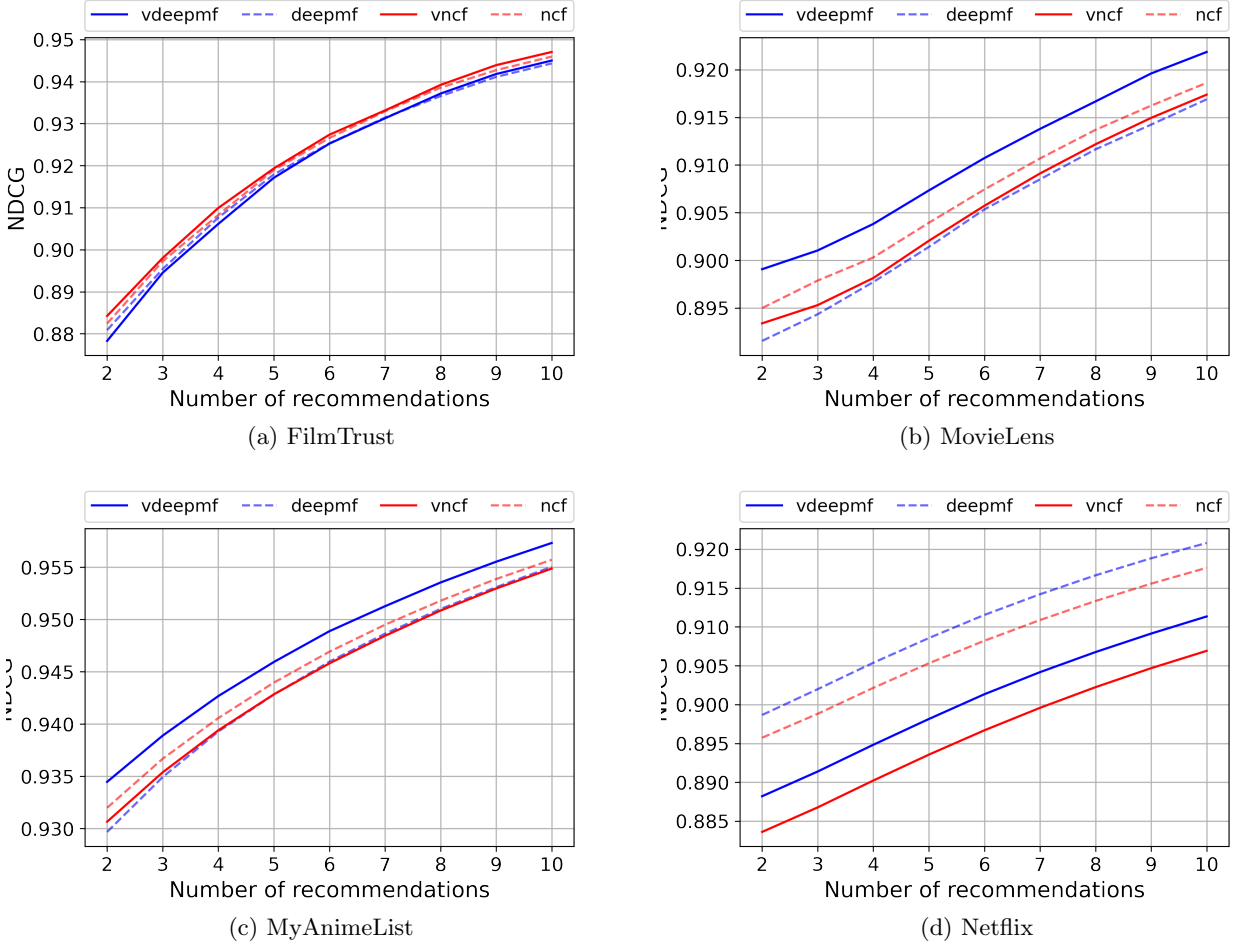 vdeepmf deepmf vncf ncf
0.95
0.94
0.93
0.92
0.91
0.90
0.89
0.88
NDCG
2 3 4 5 6 7 8 9 10
Number of recommendations
(a) FilmTrust
vdeepmf deepmf vncf ncf
0.920
0.915
0.910
0.905
0.900
0.895
NDCG
2 3 4 5 6 7 8 9 10
Number of recommendations
(b) MovieLens
vdeepmf deepmf vncf ncf
0.955
0.950
0.945
0.940
0.935
0.930
NDCG
2 3 4 5 6 7 8 9 10
Number of recommendations
(c) MyAnimeList
vdeepmf deepmf vncf ncf
0.920
0.915
0.910
0.905
0.900
0.895
0.890
0.885
NDCG
2 3 4 5 6 7 8 9 10
Number of recommendations
(d) Netflix